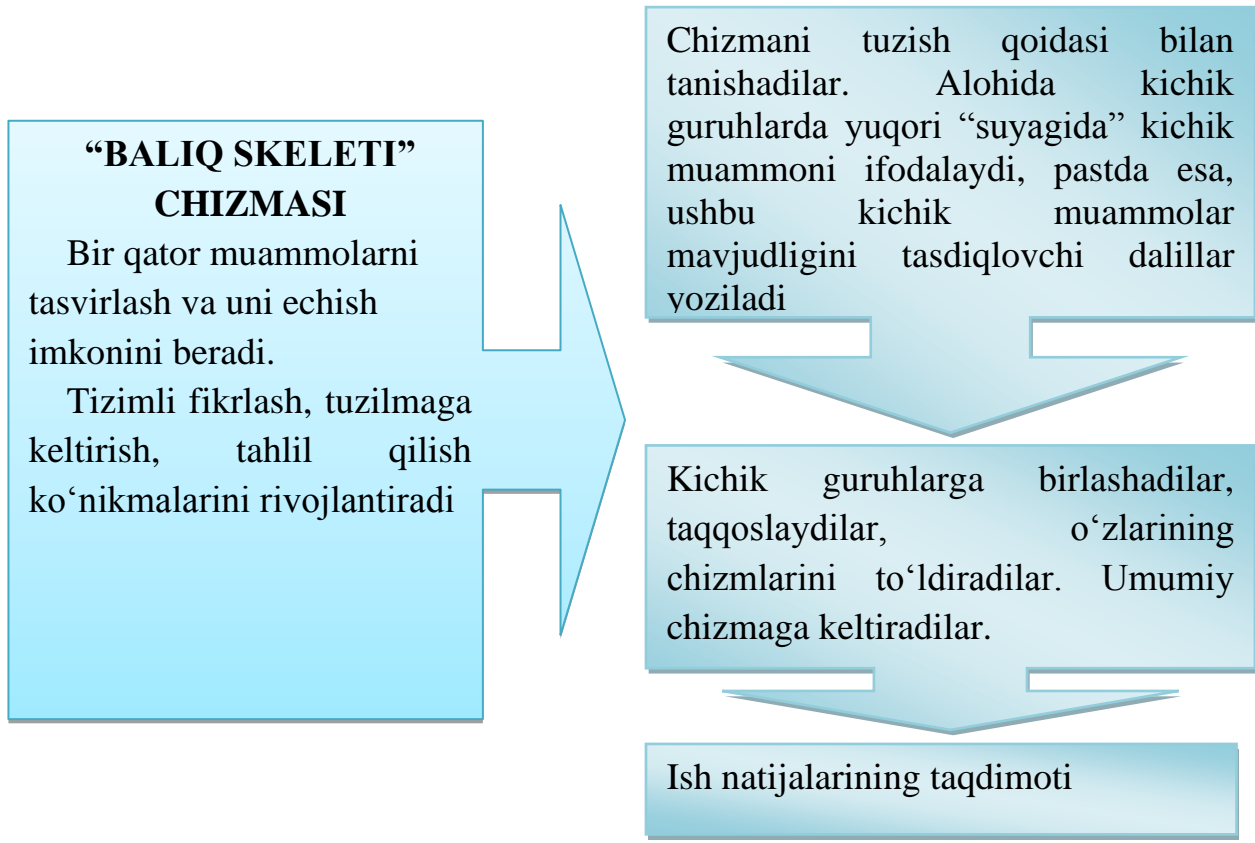 “BALIQ SKELETI”
CHIZMASI
Bir qator muammolarni
tasvirlash va uni echish
imkonini beradi.
Tizimli fikrlash, tuzilmaga
keltirish, tahlil qilish
ko‘nikmalarini rivojlantiradi
Chizmani tuzish qoidasi bilan
tanishadilar. Alohida kichik
guruhlarda yuqori “suyagida” kichik
muammoni ifodalaydi, pastda esa,
ushbu kichik muammolar
mavjudligini tasdiqlovchi dalillar
yoziladi
Kichik guruhlarga birlashadilar,
taqqoslaydilar, o‘zlarining
chizmlarini to‘ldiradilar. Umumiy
chizmaga keltiradilar.
Ish natijalarining taqdimoti